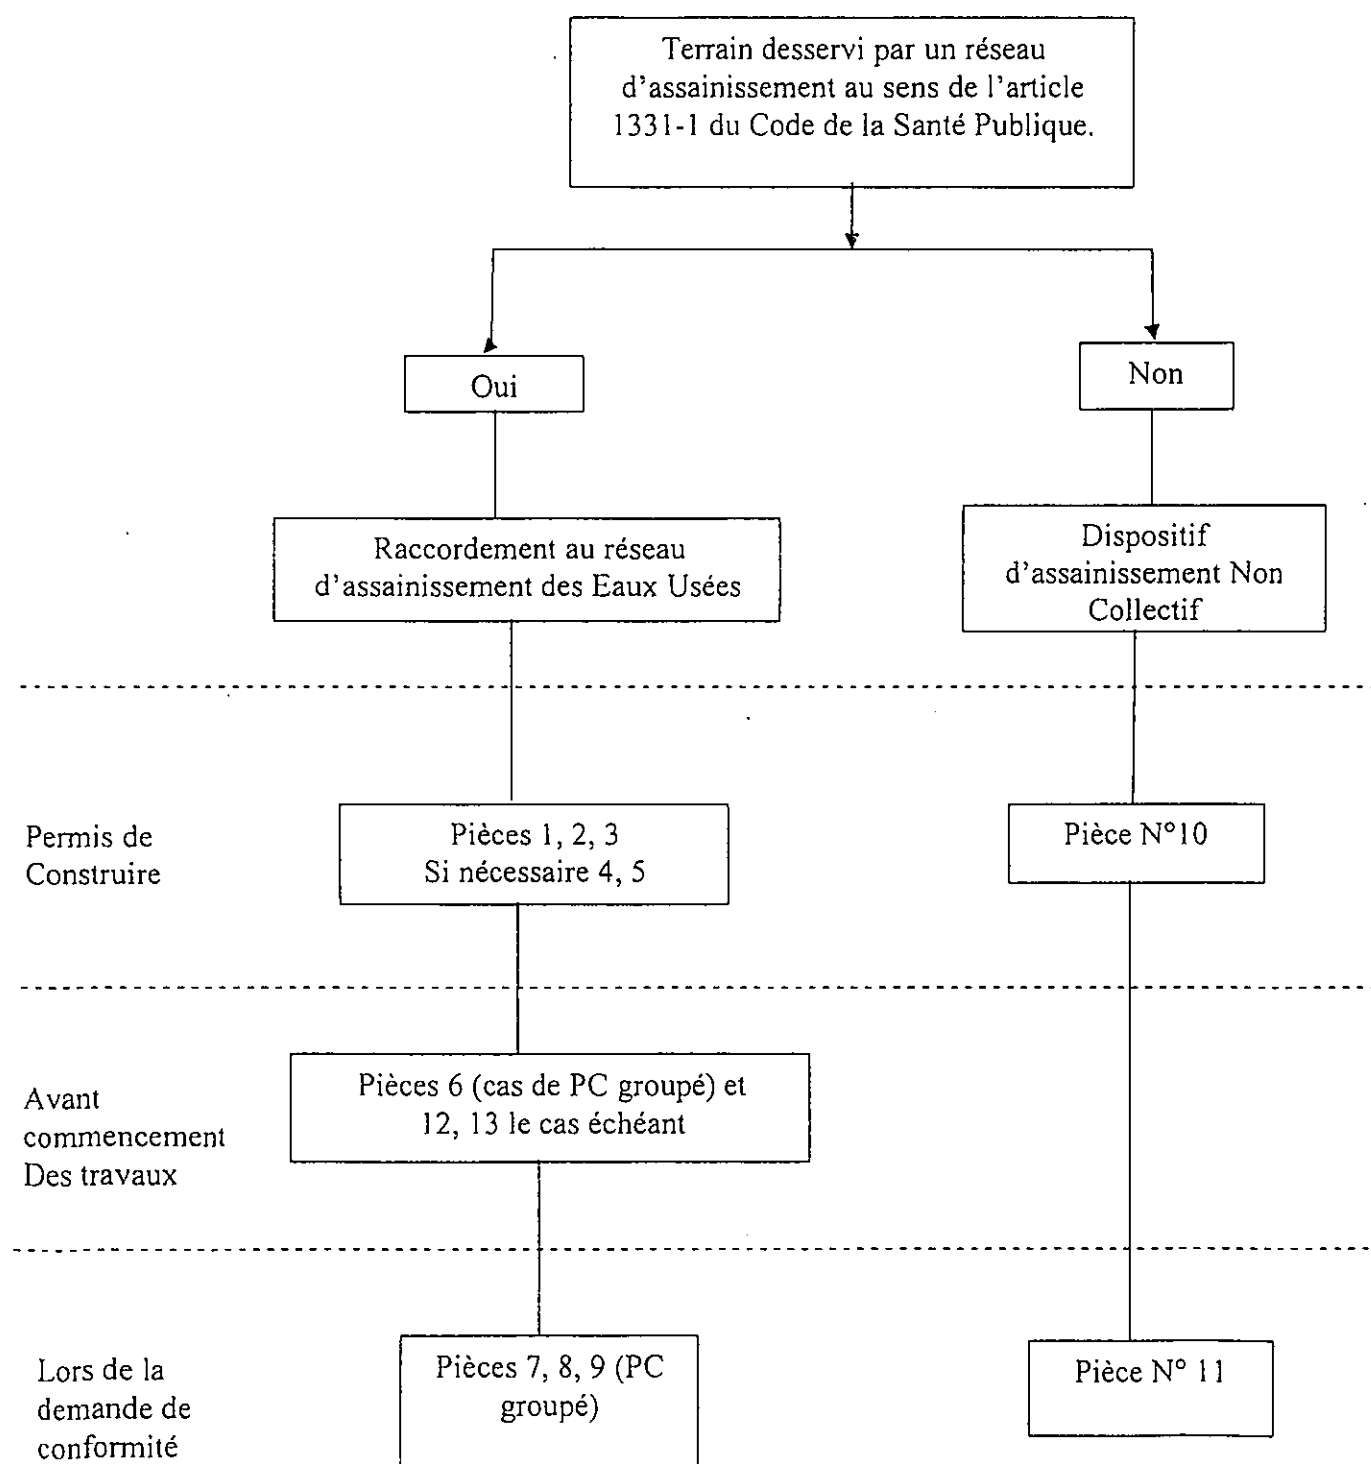 Terrain desservi par un réseau
d'assainissement au sens de l'article
1331-1 du Code de la Santé Publique.
Oui
Non
Raccordement au réseau
d'assainissement des Eaux Usées
Dispositif
d'assainissement Non
Collectif
Permis de
Construire
Pièces 1, 2, 3
Si nécessaire 4, 5
Pièce N°10
Avant
commencement
Des travaux
Pièces 6 (cas de PC groupé) et
12, 13 le cas échéant
Lors de la
demande de
conformité
Pièces 7, 8, 9 (PC
groupé)
Pièce N° 11